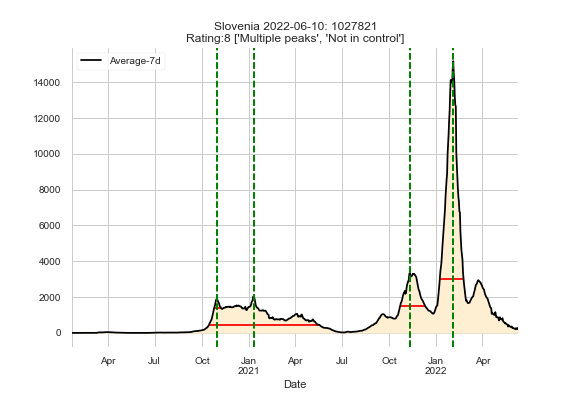 Slovenia 2022-06-10: 1027821
Rating:8 ['Multiple peaks', 'Not in control']
Average-7d
14000
12000
10000
8000
6000
4000
2000
0
Apr Jul Oct Jan Apr Jul Oct Jan Apr
2021 2022
Date